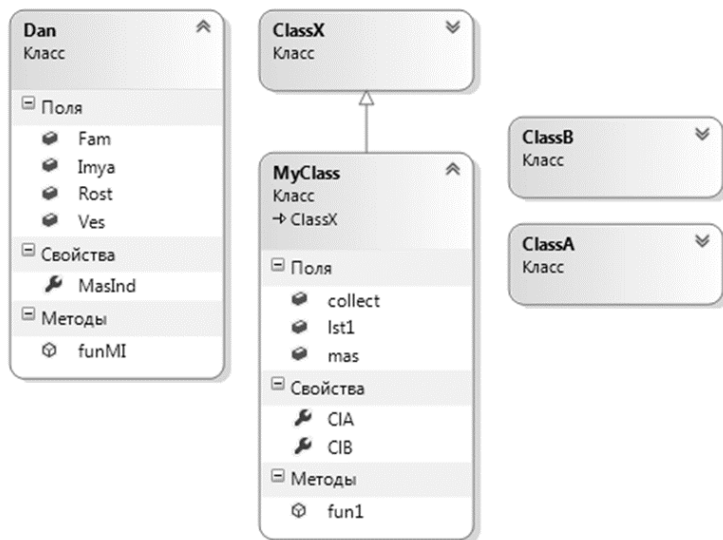 Dan
Класс
Поля
Fam
Imya
Rost
Ves
Свойства
MasInd
Методы
funMI
ClassX
Класс
MyClass
Класс
ClassX
Поля
collect
lst1
mas
Свойства
ClA
ClB
Методы
fun1
ClassB
Класс
ClassA
Класс